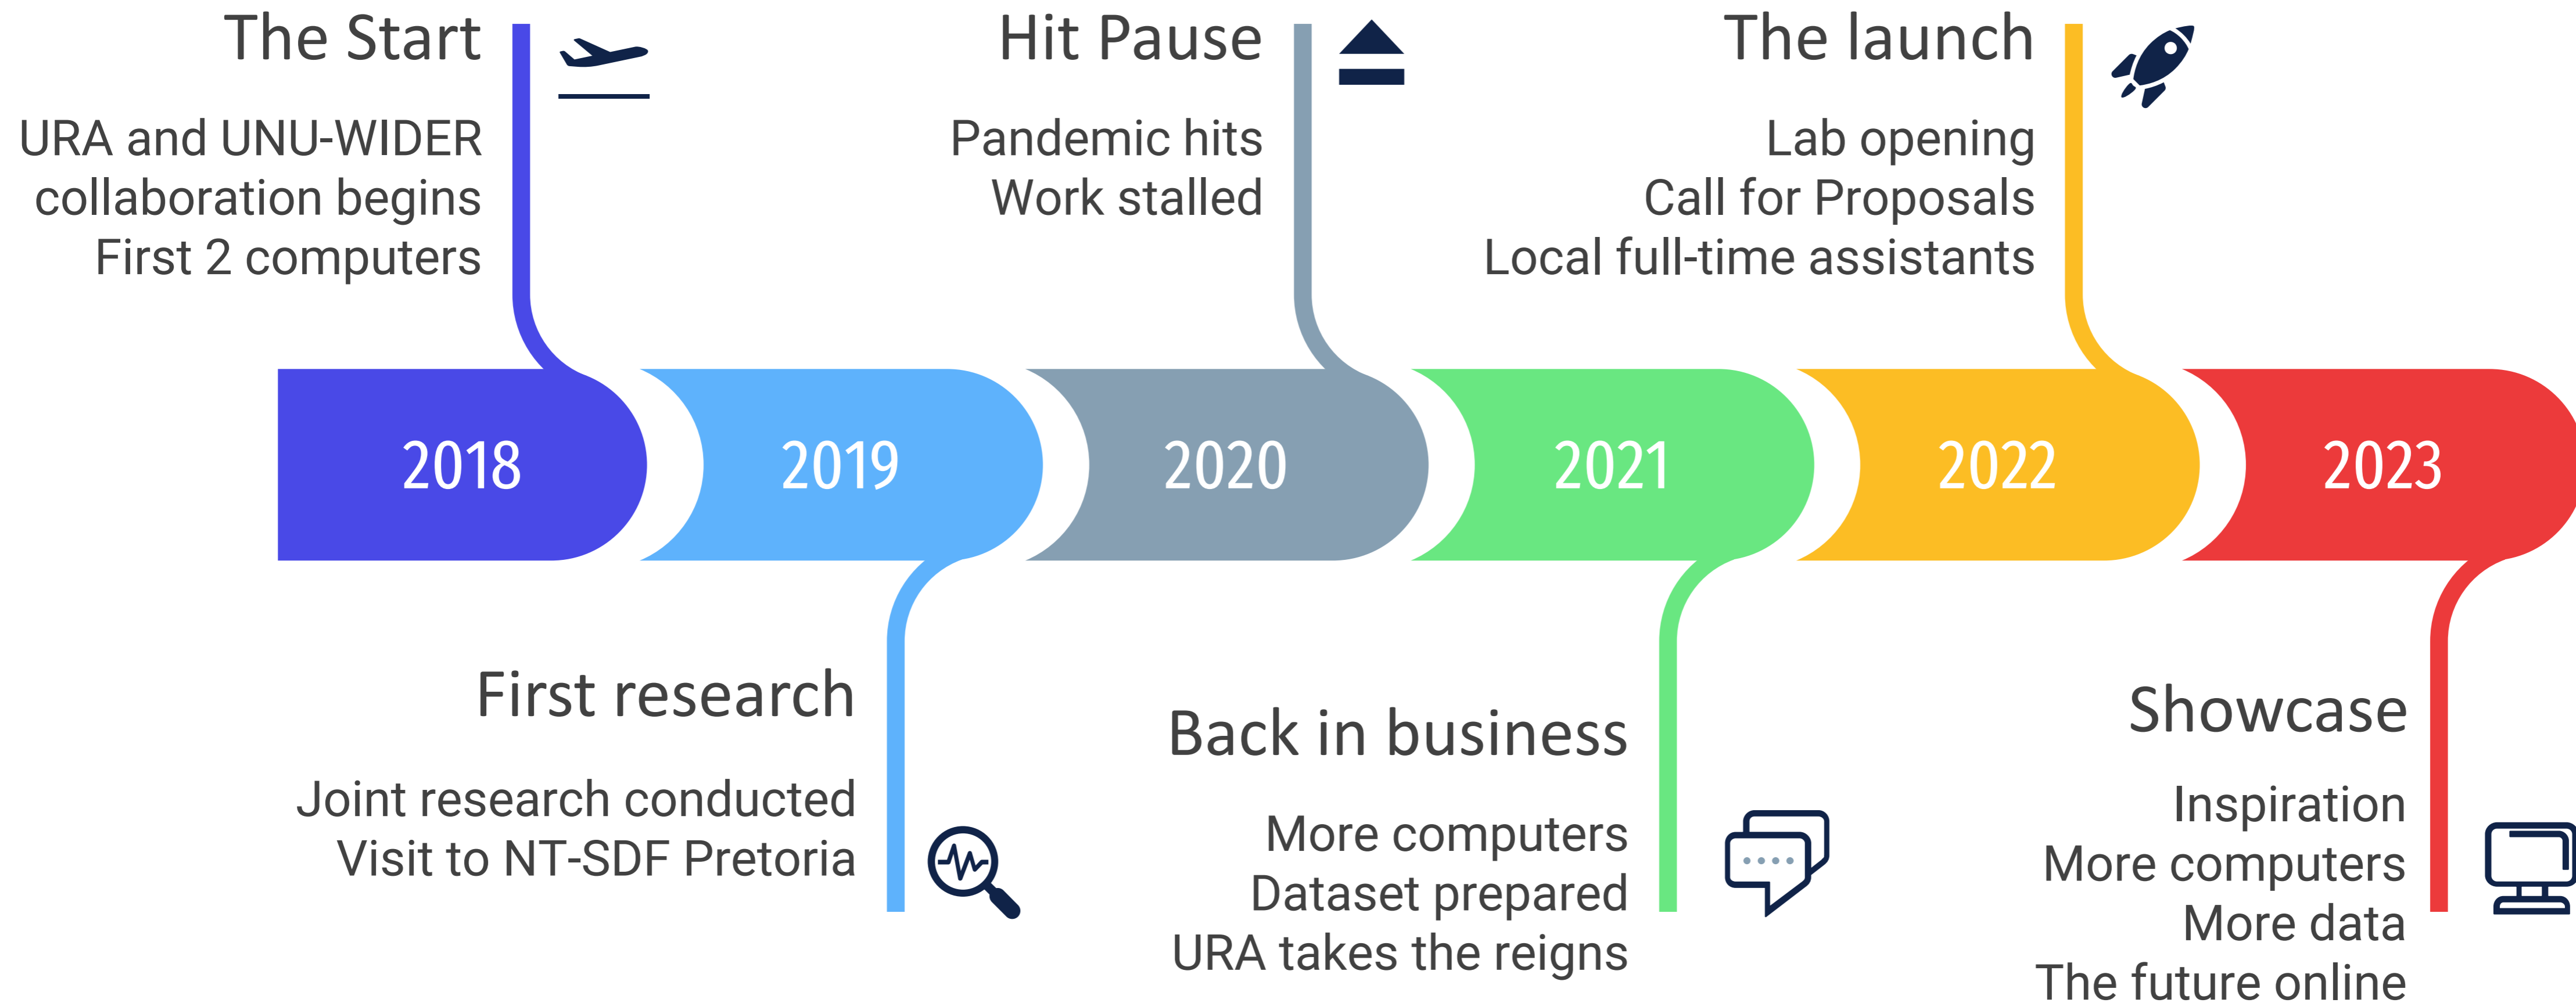 The Start
URA and UNU-WIDER
collaboration begins
First 2 computers
Hit Pause
Pandemic hits
Work stalled
The launch
Lab opening
Call for Proposals
Local full-time assistants
2018
2019
2020
2021
2022
2023
First research
Joint research conducted
Visit to NT-SDF Pretoria
Back in business
More computers
Dataset prepared
URA takes the reigns
Showcase
Inspiration
More computers
More data
The future online